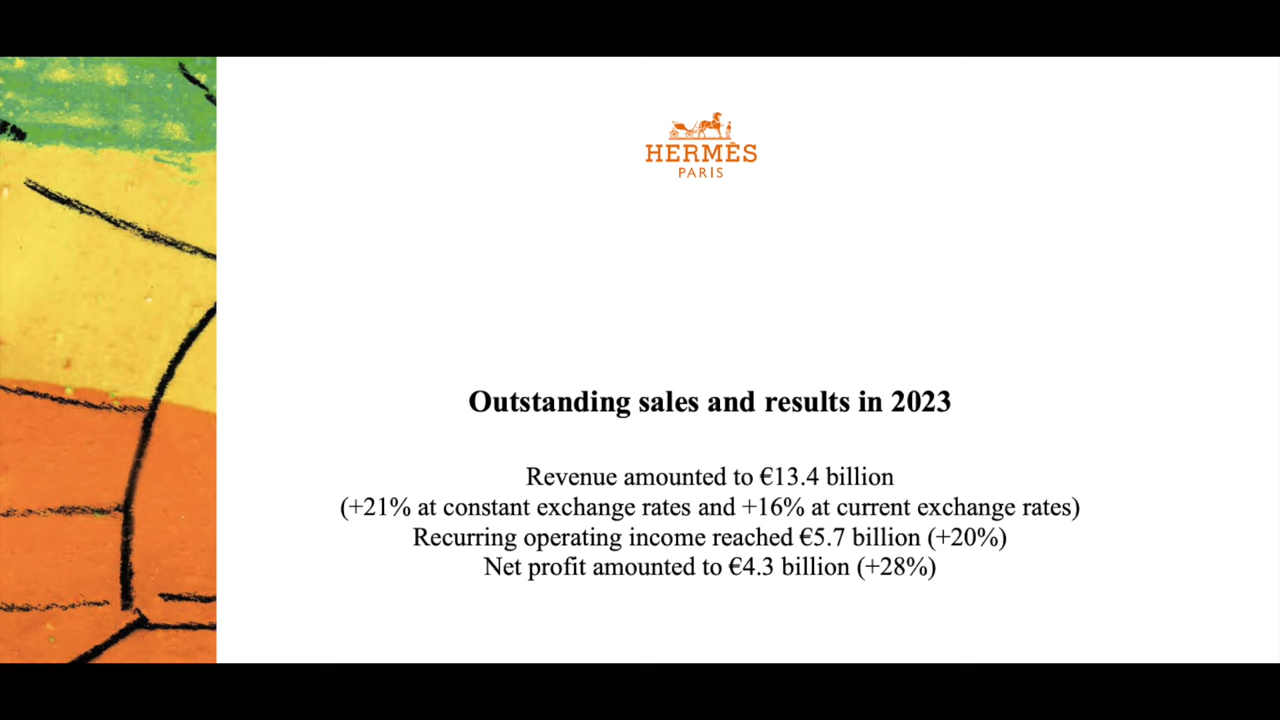 HERMÈS
PARIS
Outstanding sales and results in 2023
Revenue amounted to €13.4 billion
(+21% at constant exchange rates and +16% at current exchange rates)
Recurring operating income reached €5.7 billion (+20%)
Net profit amounted to €4.3 billion (+28%)